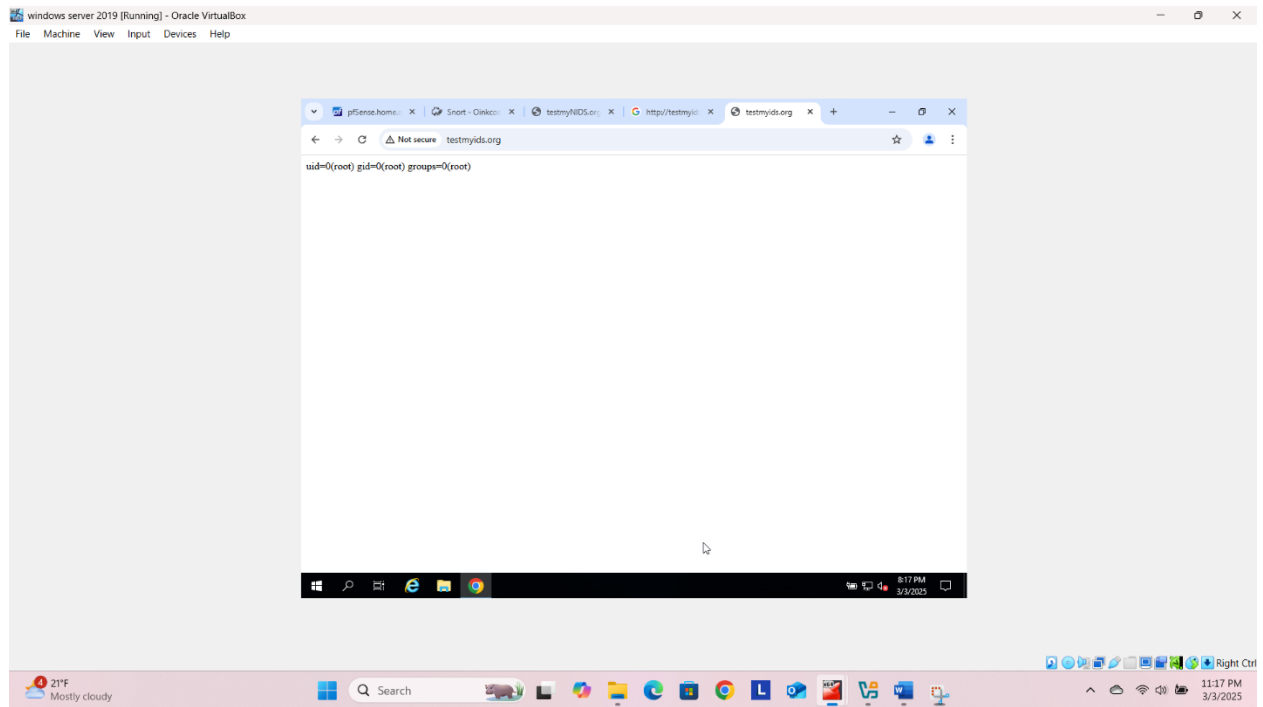 windows server 2019 [Running] - Oracle VirtualBox
File Machine View Input Devices Help
pfSense.home.
Snort - Oinkco
testmyNIDS.or
http://testmyid
testmyids.org
Not secure testmyids.org
uid=0(root) gid=0(root) groups=0(root)
8:17 PM
3/3/2025
Right Ctrl
4
21°F
Mostly cloudy
Search
L
11:17 PM
3/3/2025